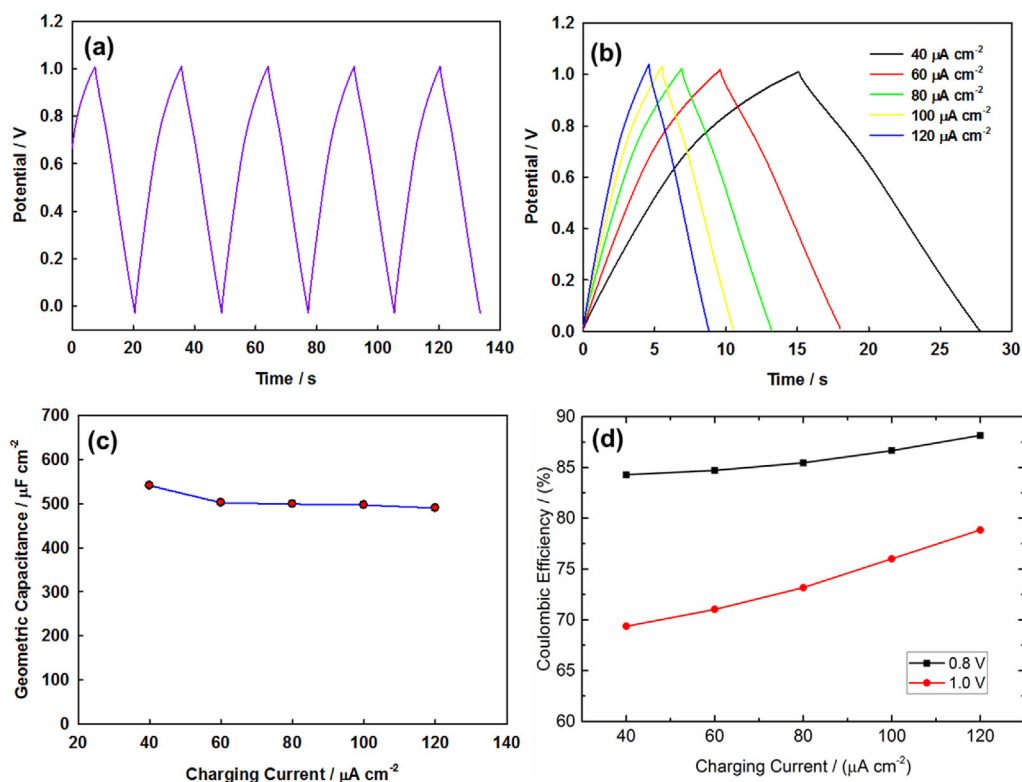 (a)
Potential / V
1.2
1.0
0.8
0.6
0.4
0.2
0.0
0 20 40 60 80 100 120 140
Time / s
(b)
40 µA cm-2
60 µA cm-2
80 µA cm-2
100 µA cm-2
120 µA cm-2
Potential / V
1.2
1.0
0.8
0.6
0.4
0.2
0.0
0 5 10 15 20 25 30
Time / s
(c)
Geometric Capacitance / µF cm-2
700
600
500
400
300
200
100
0
20 40 60 80 100 120 140
Charging Current / µA cm-2
(d)
Coulombic Efficiency / (%)
90
85
80
75
70
65
60
0.8 V
1.0 V
40 60 80 100 120
Charging Current / (µA cm-2)